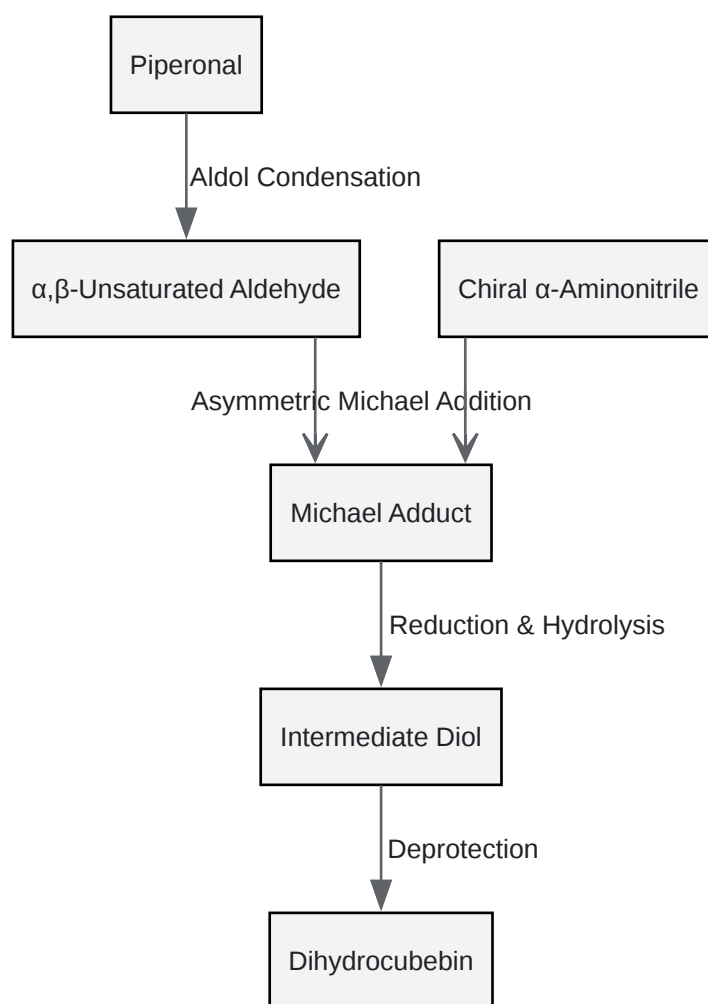 Piperonal
Aldol Condensation
α,β-Unsaturated Aldehyde
Chiral α-Aminonitrile
Asymmetric Michael Addition
Michael Adduct
Reduction & Hydrolysis
Intermediate Diol
Deprotection
Dihydrocubebin